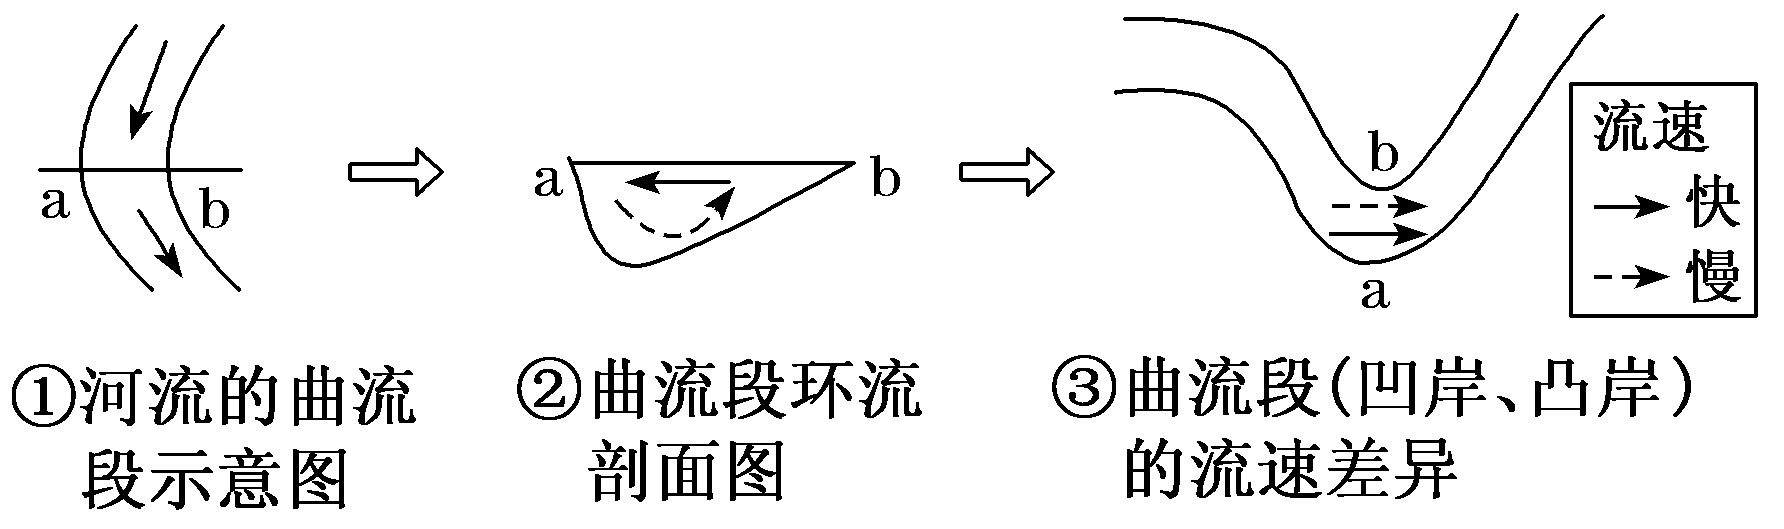 a
b
a
b
b
a
流速
快
慢
①河流的曲流
段示意图
②曲流段环流
剖面图
③曲流段(凹岸、凸岸)
的流速差异